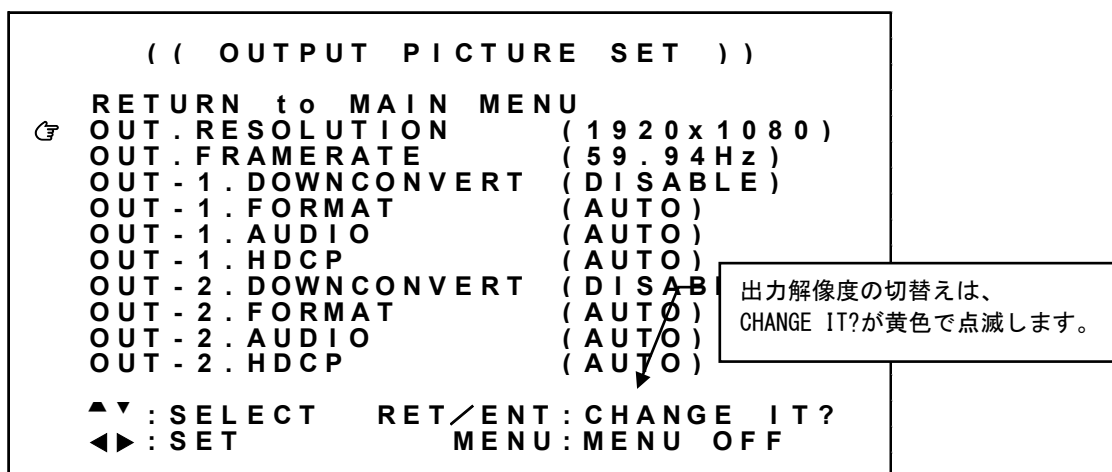 (( OUTPUT PICTURE SET ))
RETURN to MAIN MENU
☞ OUT.RESOLUTION (1920x1080)
OUT.FRAMERATE (59.94Hz)
OUT-1.DOWNCONVERT (DISABLE)
OUT-1.FORMAT (AUTO)
OUT-1.AUDIO (AUTO)
OUT-1.HDCP (AUTO)
OUT-2.DOWNCONVERT (DISAB
OUT-2.FORMAT (AUTO)
OUT-2.AUDIO (AUTO)
OUT-2.HDCP (AUTO)
出力解像度の切替えは、
CHANGE IT?が黄色で点滅します。
▲▼:SELECT RET/ENT:CHANGE IT?
◀▶:SET MENU:MENU OFF